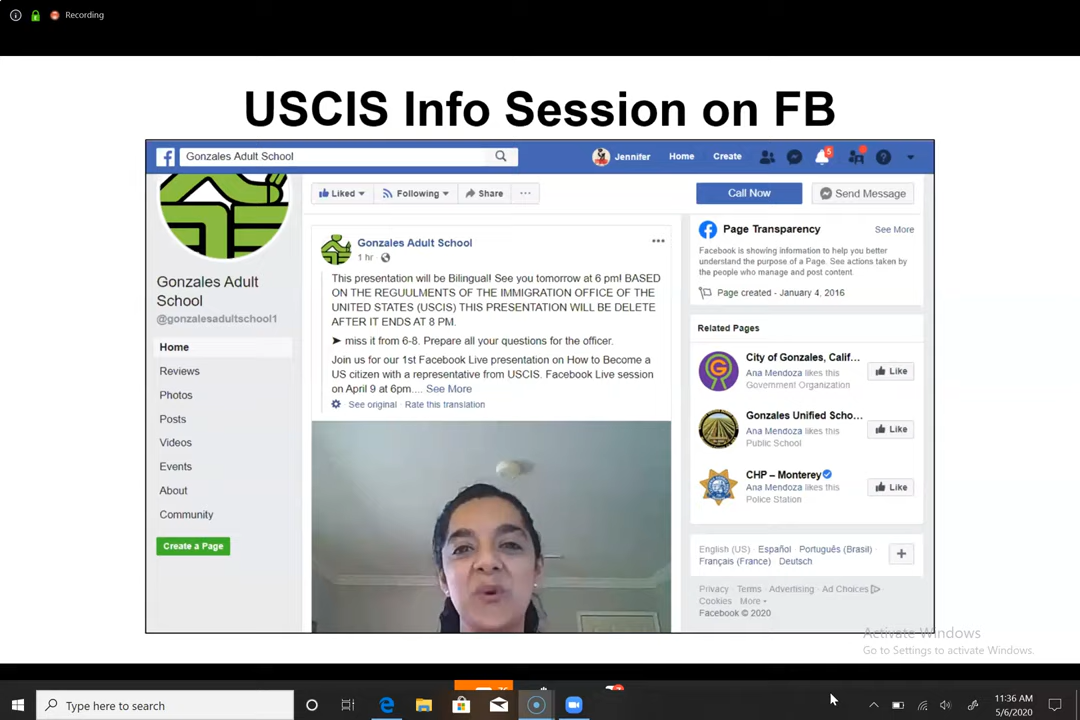 Recording
USCIS Info Session on FB
Gonzales Adult School
Jennifer
Home
Create
5
Liked
Following
Share
Call Now
Send Message
Gonzales Adult
School
@gonzalesadultschool1
Home
Reviews
Photos
Posts
Videos
Events
About
Community
Create a Page
Gonzales Adult School
1 hr
This presentation will be Bilingual! See you tomorrow at 6 pm! BASED
ON THE REGUULMENTS OF THE IMMIGRATION OFFICE OF THE
UNITED STATES (USCIS) THIS PRESENTATION WILL BE DELETE
AFTER IT ENDS AT 8 PM.
➤ miss it from 6-8. Prepare all your questions for the officer.
Join us for our 1st Facebook Live presentation on How to Become a
US citizen with a representative from USCIS. Facebook Live session
on April 9 at 6pm.... See More
See original · Rate this translation
Page Transparency
See More
Facebook is showing information to help you better
understand the purpose of a Page. See actions taken by
the people who manage and post content
Page created - January 4, 2016
Related Pages
City of Gonzales, Calif...
Ana Mendoza likes this
Government Organization
Like
Gonzales Unified Scho...
Ana Mendoza likes this
Public School
Like
CHP – Monterey
Ana Mendoza likes this
Police Station
Like
English (US) · Español · Português (Brasil) ·
Français (France) · Deutsch
Privacy · Terms · Advertising · Ad Choices
Cookies · More
Facebook © 2020
Activate Windows
Go to Settings to activate Windows.
Type here to search
11:36 AM
5/6/2020